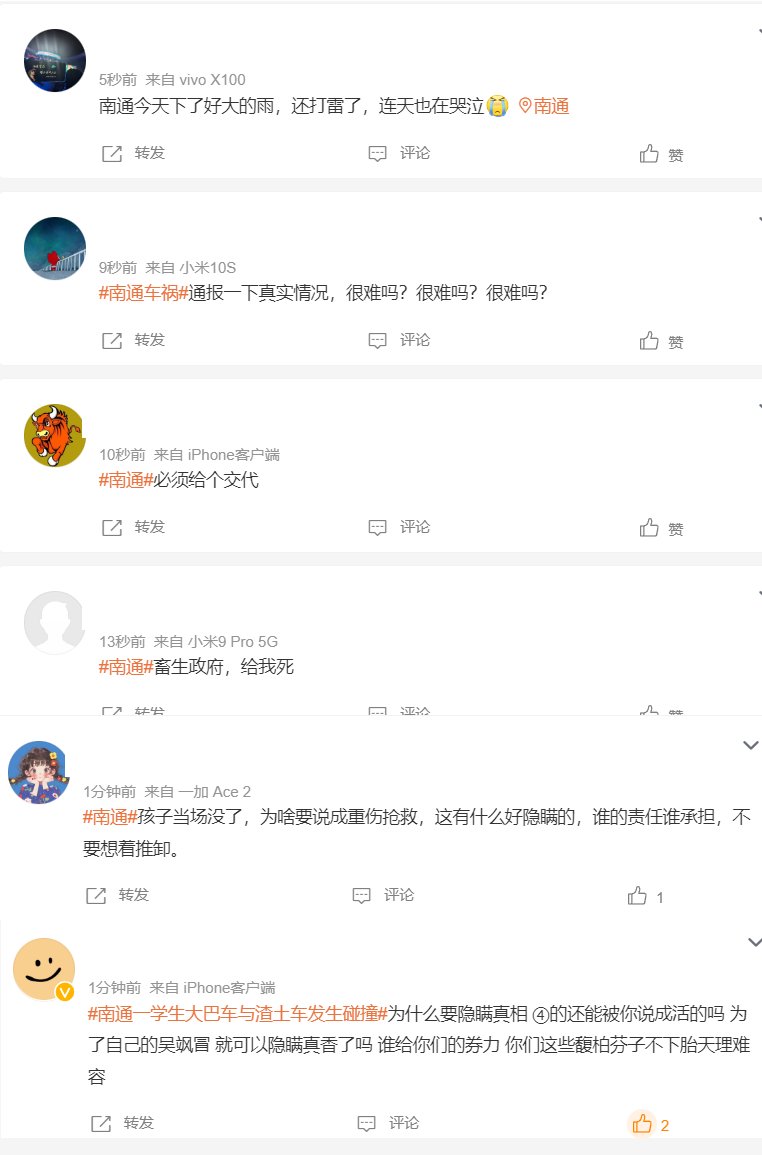 5秒前 来自 vivo X100
南通今天下了好大的雨，还打雷了，连天也在哭泣😭 南通
转发 评论 赞
9秒前 来自 小米10S
#南通车祸#通报一下真实情况，很难吗？很难吗？很难吗？
转发 评论 赞
10秒前 来自 iPhone客户端
#南通#必须给个交代
转发 评论 赞
13秒前 来自 小米9 Pro 5G
#南通#畜生政府，给我死
转发 评论 赞
1分钟前 来自 一加 Ace 2
#南通#孩子当场没了，为啥要说成重伤抢救，这有什么好隐瞒的，谁的责任谁承担，不
要想着推卸。
转发 评论 1
1分钟前 来自 iPhone客户端
#南通一学生大巴车与渣土车发生碰撞#为什么要隐瞒真相 ④的还能被你说成活的吗 为
了自己的吴飒冒 就可以隐瞒真香了吗 谁给你们的券力 你们这些馥柏芬子不下胎天理难
容
转发 评论 2